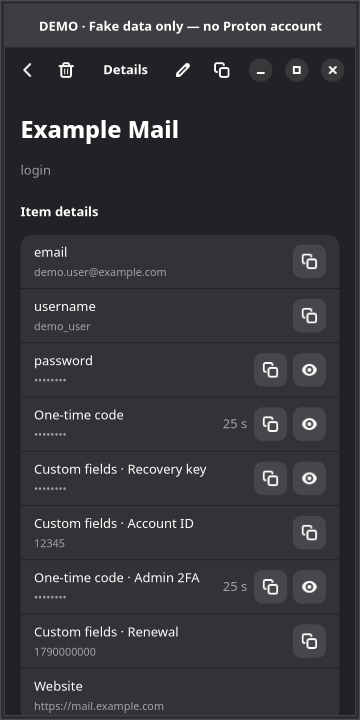 DEMO · Fake data only — no Proton account
Details
Example Mail
login
Item details
email
demo.user@example.com
username
demo_user
password
••••••••
One-time code
••••••••
25 s
Custom fields · Recovery key
••••••••
Custom fields · Account ID
12345
One-time code · Admin 2FA
••••••••
25 s
Custom fields · Renewal
1790000000
Website
https://mail.example.com